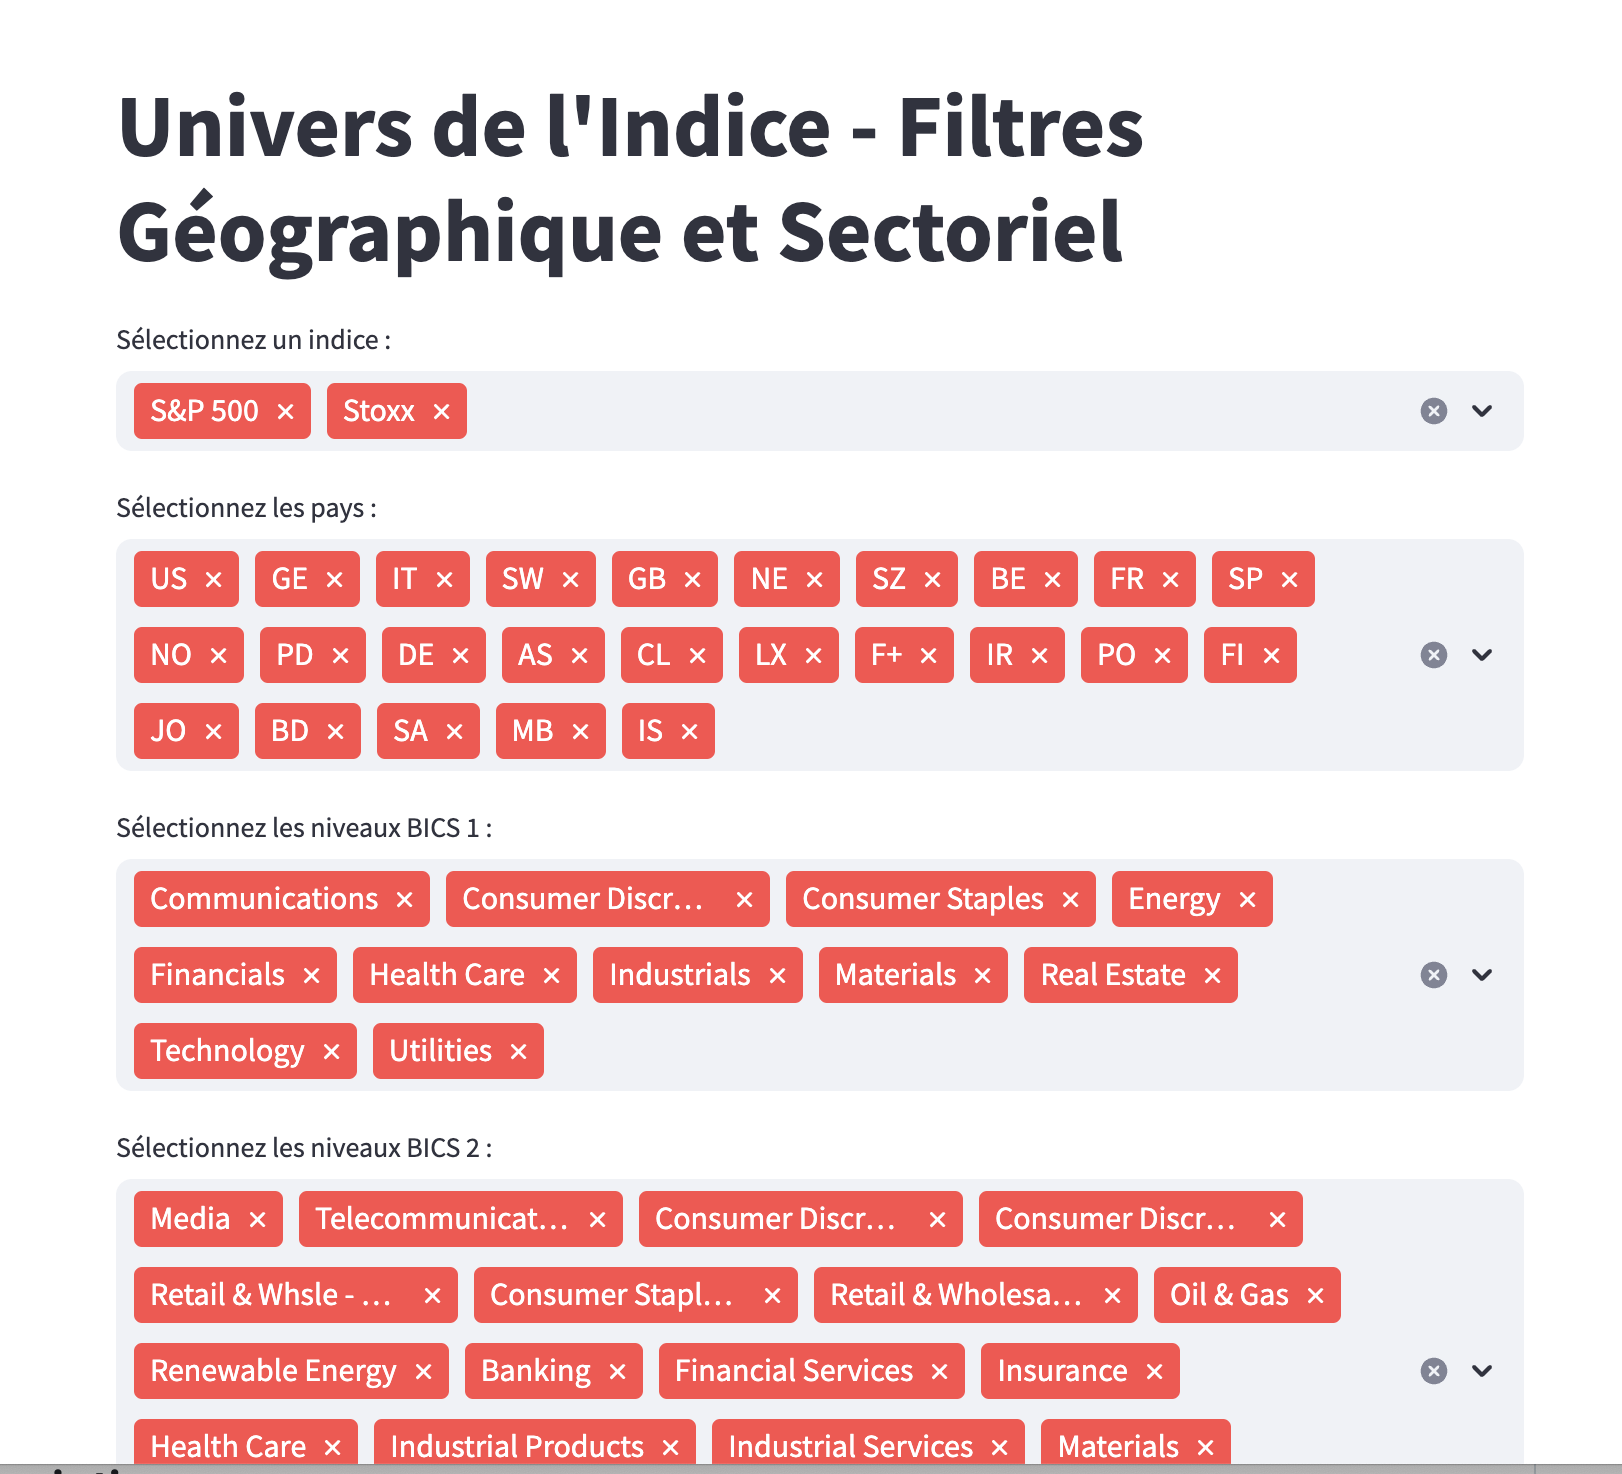 Univers de l'Indice - Filtres
Géographique et Sectoriel
Sélectionnez un indice :
S&P 500 Stoxx
Sélectionnez les pays :
US GE IT SW GB NE SZ BE FR SP
NO PD DE AS CL LX F+ IR PO FI
JO BD SA MB IS
Sélectionnez les niveaux BICS 1 :
Communications Consumer Discr… Consumer Staples Energy
Financials Health Care Industrials Materials Real Estate
Technology Utilities
Sélectionnez les niveaux BICS 2 :
Media Telecommunicat… Consumer Discr… Consumer Discr…
Retail & Whsle - … Consumer Stapl… Retail & Wholesa… Oil & Gas
Renewable Energy Banking Financial Services Insurance
Health Care Industrial Products Industrial Services Materials